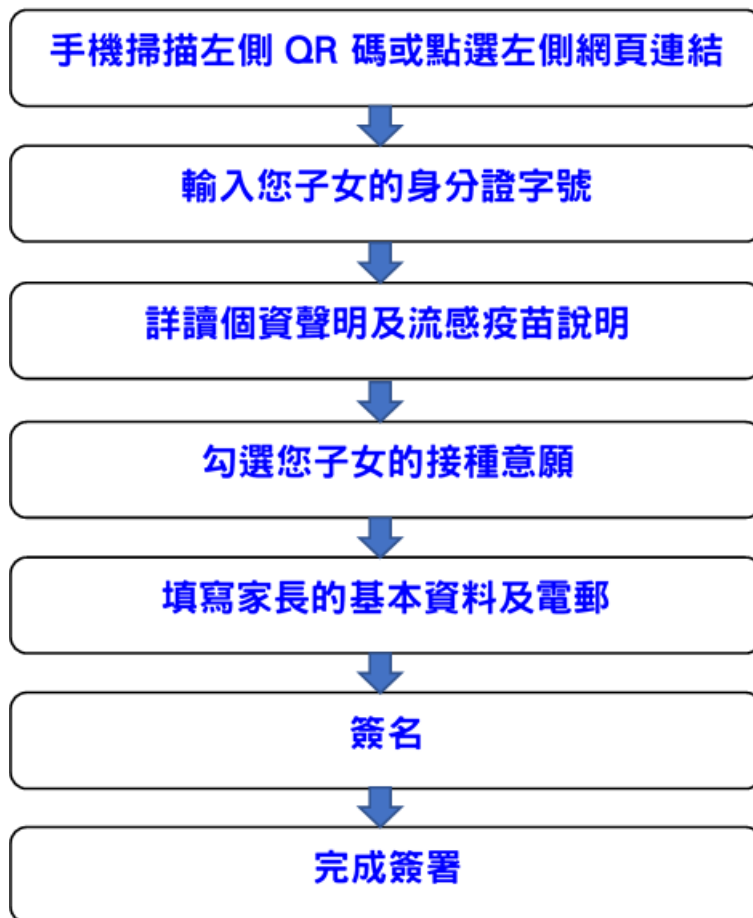 手機掃描左側 QR 碼或點選左側網頁連結
輸入您子女的身分證字號
詳讀個資聲明及流感疫苗說明
勾選您子女的接種意願
填寫家長的基本資料及電郵
簽名
完成簽署